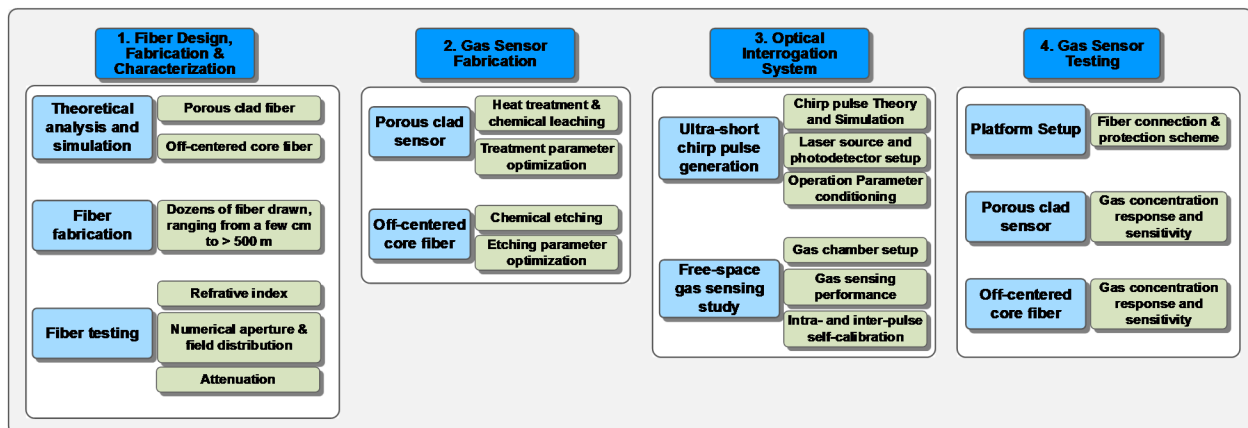 1. Fiber Design,
Fabrication &
Characterization
Theoretical
analysis and
simulation
Porous clad fiber
Off-centered core fiber
Fiber
fabrication
Dozens of fiber drawn,
ranging from a few cm
to > 500 m
Fiber testing
Refrative index
Numerical aperture &
field distribution
Attenuation
2. Gas Sensor
Fabrication
Porous clad
sensor
Heat treatment &
chemical leaching
Treatment parameter
optimization
Off-centered
core fiber
Chemical etching
Etching parameter
optimization
3. Optical
Interrogation
System
Ultra-short
chirp pulse
generation
Chirp pulse Theory
and Simulation
Laser source and
photodetector setup
Operation Parameter
conditioning
Free-space
gas sensing
study
Gas chamber setup
Gas sensing
performance
Intra- and inter-pulse
self-calibration
4. Gas Sensor
Testing
Platform Setup
Fiber connection &
protection scheme
Porous clad
sensor
Gas concentration
response and
sensitivity
Off-centered
core fiber
Gas concentration
response and
sensitivity